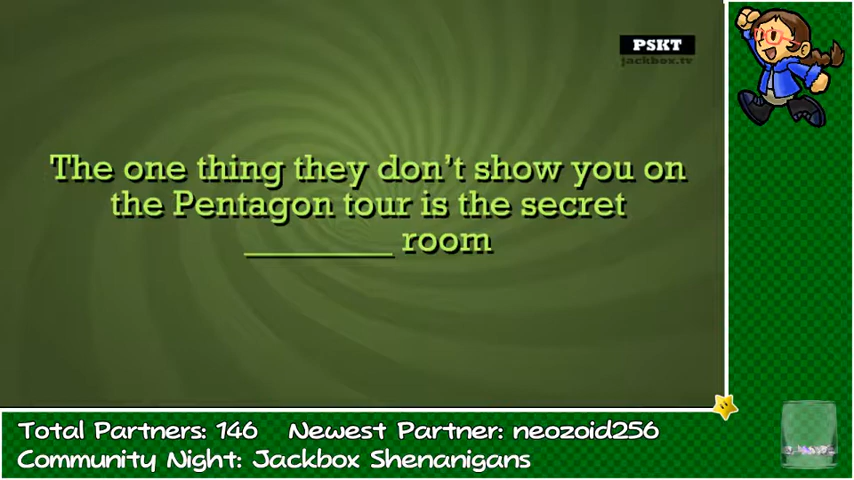 PSKT
jackbox.tv
The one thing they don't show you on
the Pentagon tour is the secret
________ room
Total Partners: 146 Newest Partner: neozoid256
Community Night: Jackbox Shenanigans